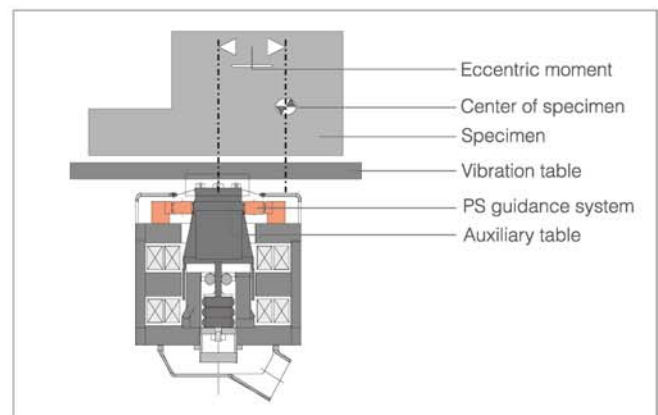 Eccentric moment
Center of specimen
Specimen
Vibration table
PS guidance system
Auxiliary table